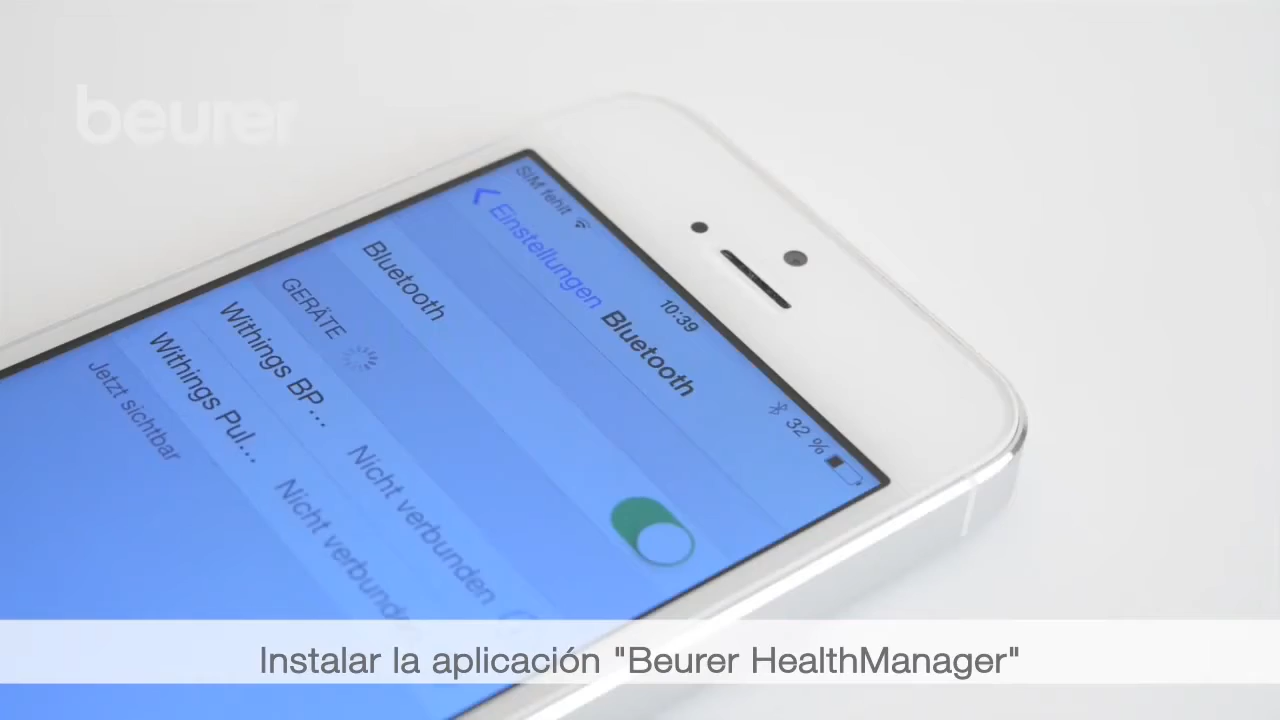 beurer
SIM fehlt
10:39
32 %
Einstellungen
Bluetooth
Bluetooth
GERÄTE
Withings BP...
Nicht verbunden
Withings Pul...
Nicht verbunde
Jetzt sichtbar
Instalar la aplicación "Beurer HealthManager"